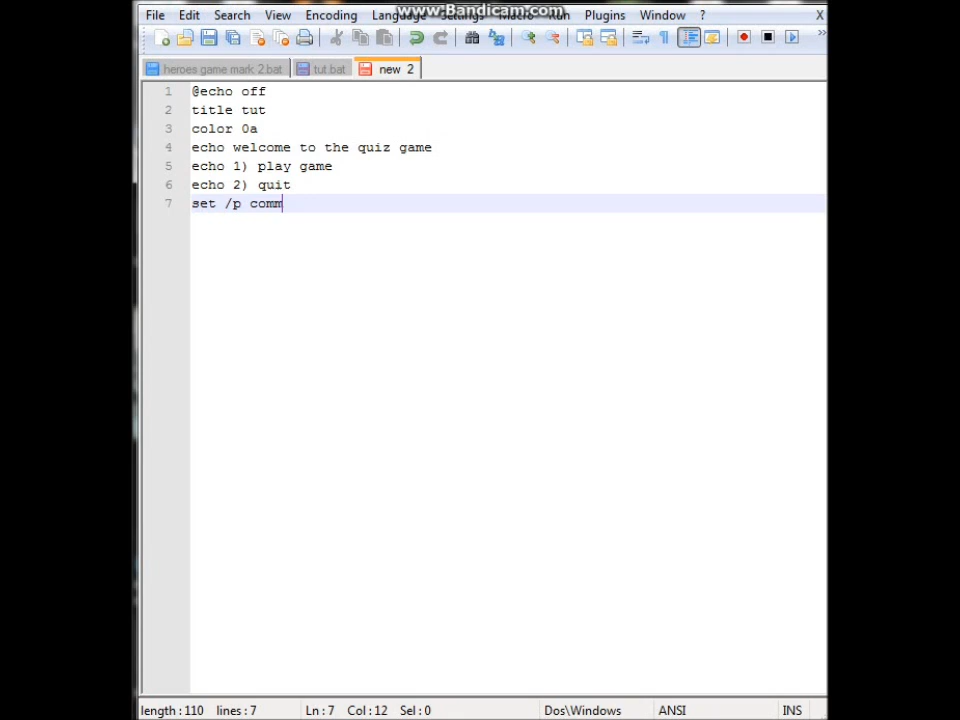 www.Bandicam.com
File Edit Search View Encoding Language Settings Macro Run Plugins Window ? X
heroes game mark 2.bat tut.bat new 2
1 @echo off
2 title tut
3 color 0a
4 echo welcome to the quiz game
5 echo 1) play game
6 echo 2) quit
7 set /p comm
length : 110 lines : 7 Ln : 7 Col : 12 Sel : 0 Dos\Windows ANSI INS